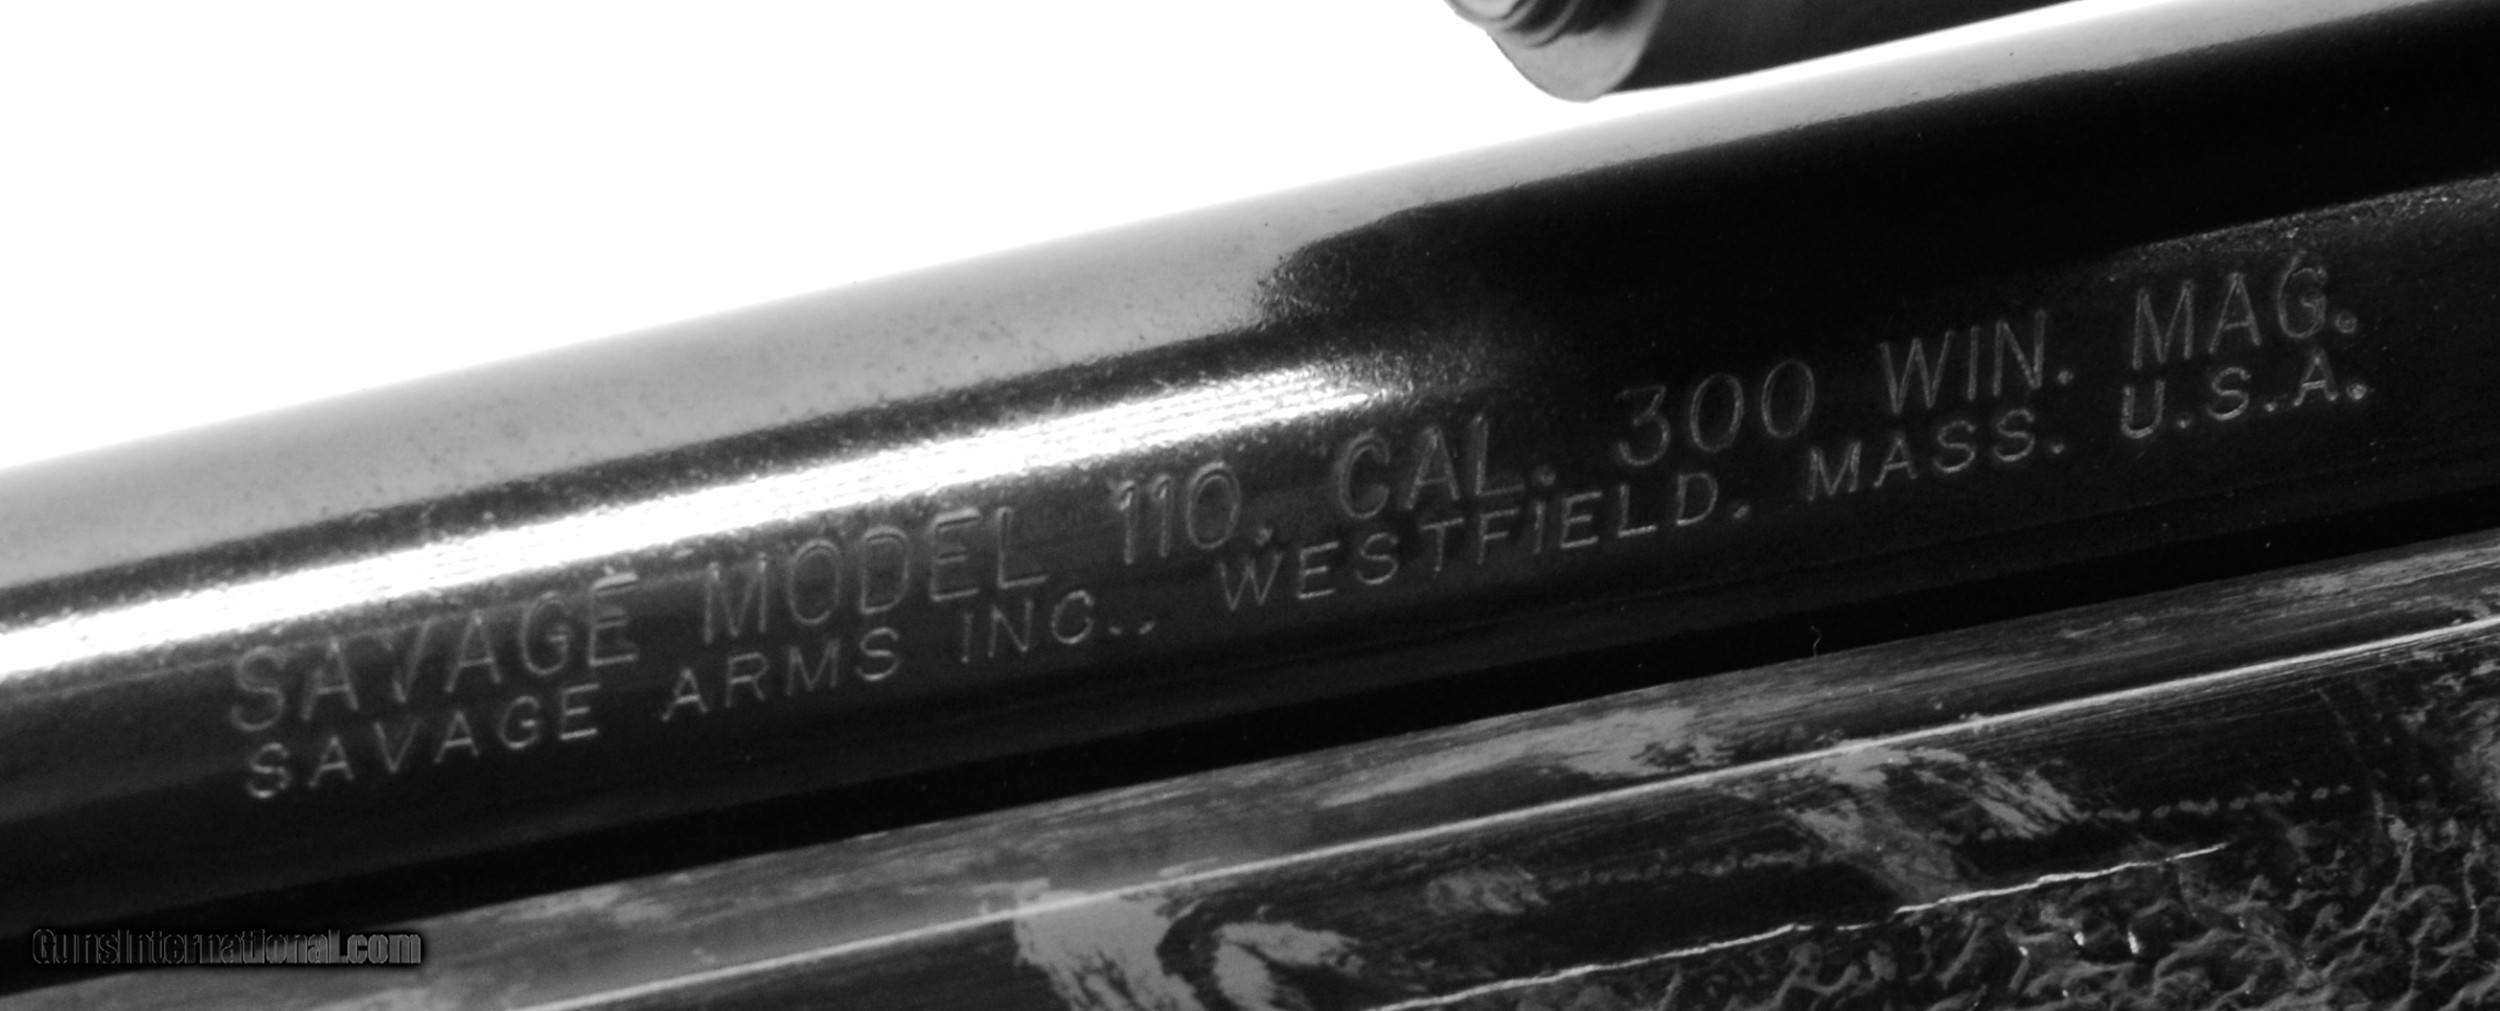 SAVAGE MODEL 110. CAL. 300 WIN. MAG.
SAVAGE ARMS INC., WESTFIELD. MASS. U.S.A.
GunsInternational.com